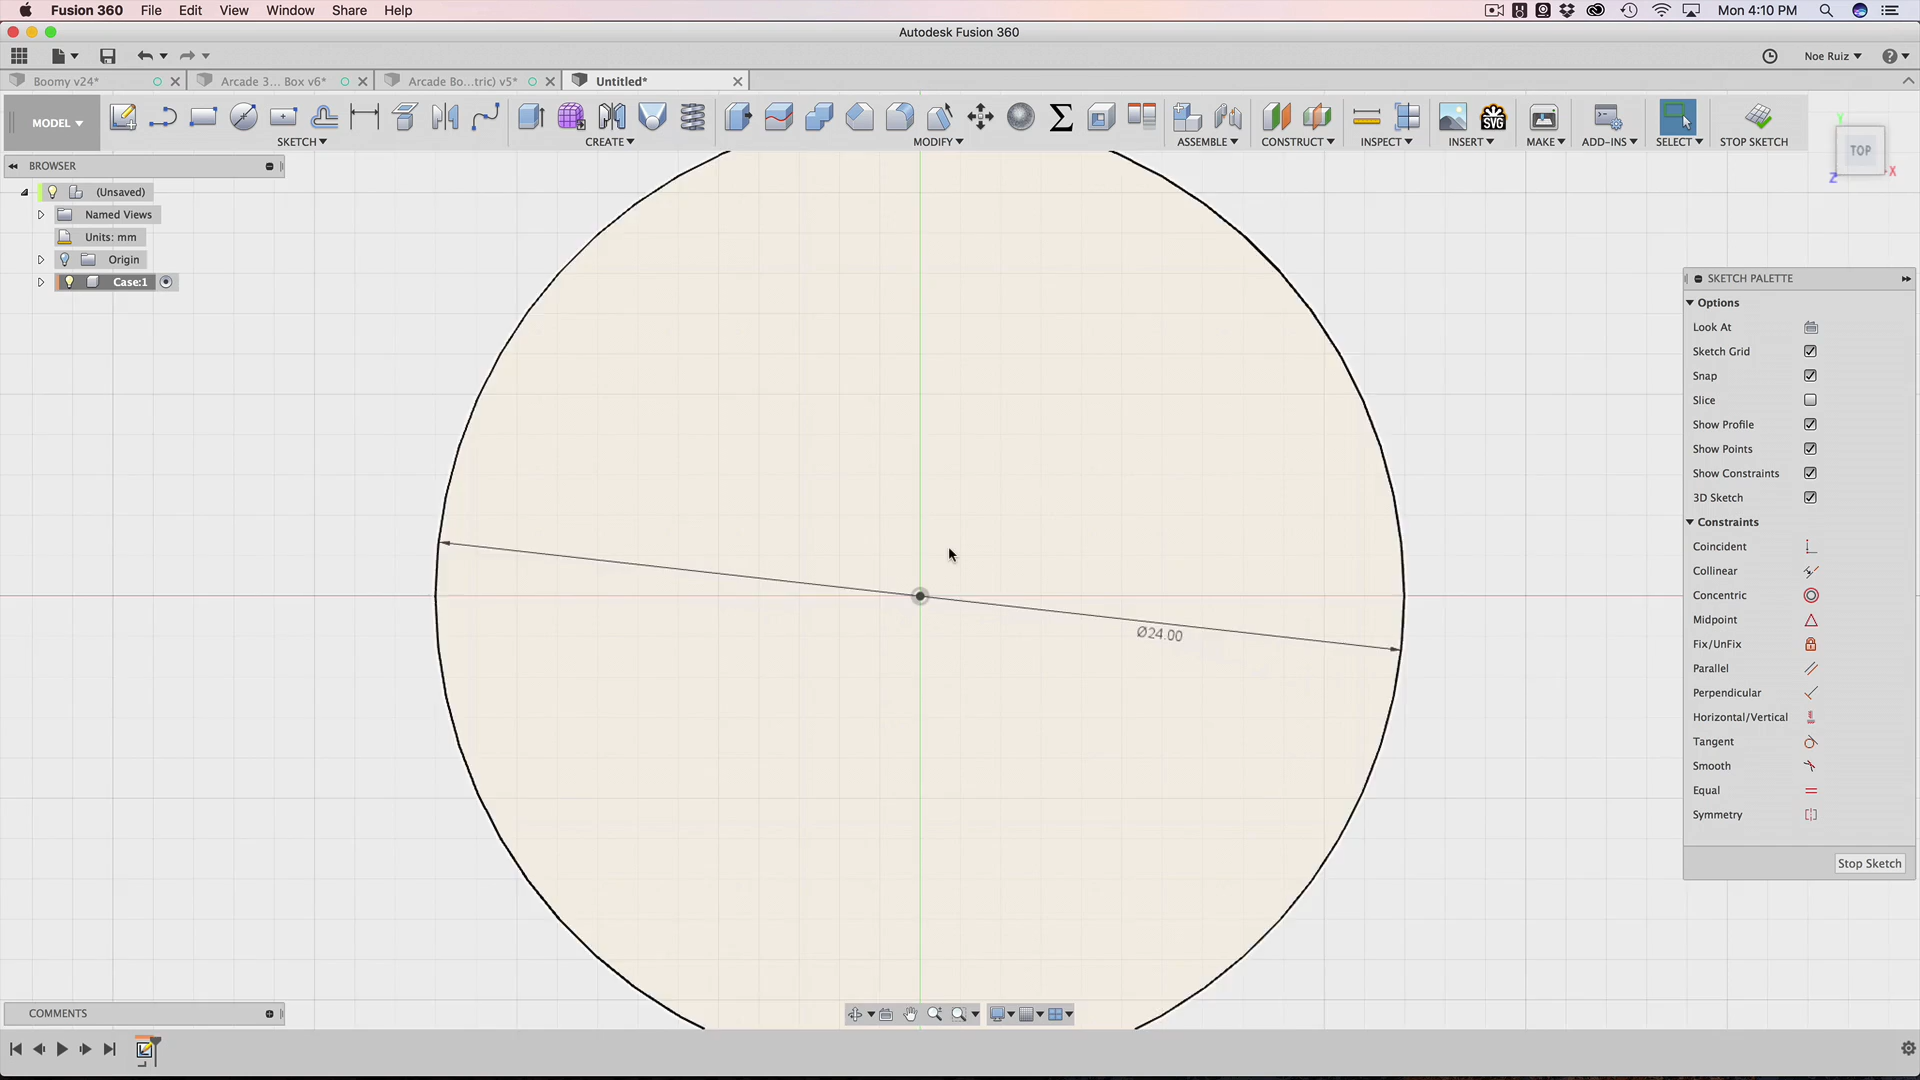 Fusion 360 File Edit View Window Share Help Mon 4:10 PM
Autodesk Fusion 360
Noe Ruiz
Boomy v24* Arcade 3... Box v6* Arcade Bo...tric) v5* Untitled*
MODEL SKETCH CREATE MODIFY ASSEMBLE CONSTRUCT INSPECT INSERT MAKE ADD-INS SELECT STOP SKETCH
SVG
TOP
Y
X
Z
BROWSER
(Unsaved)
Named Views
Units: mm
Origin
Case:1
SKETCH PALETTE
Options
Look At
Sketch Grid
Snap
Slice
Show Profile
Show Points
Show Constraints
3D Sketch
Constraints
Coincident
Collinear
Concentric
Midpoint
Fix/UnFix
Parallel
Perpendicular
Horizontal/Vertical
Tangent
Smooth
Equal
Symmetry
Stop Sketch
Ø24.00
COMMENTS